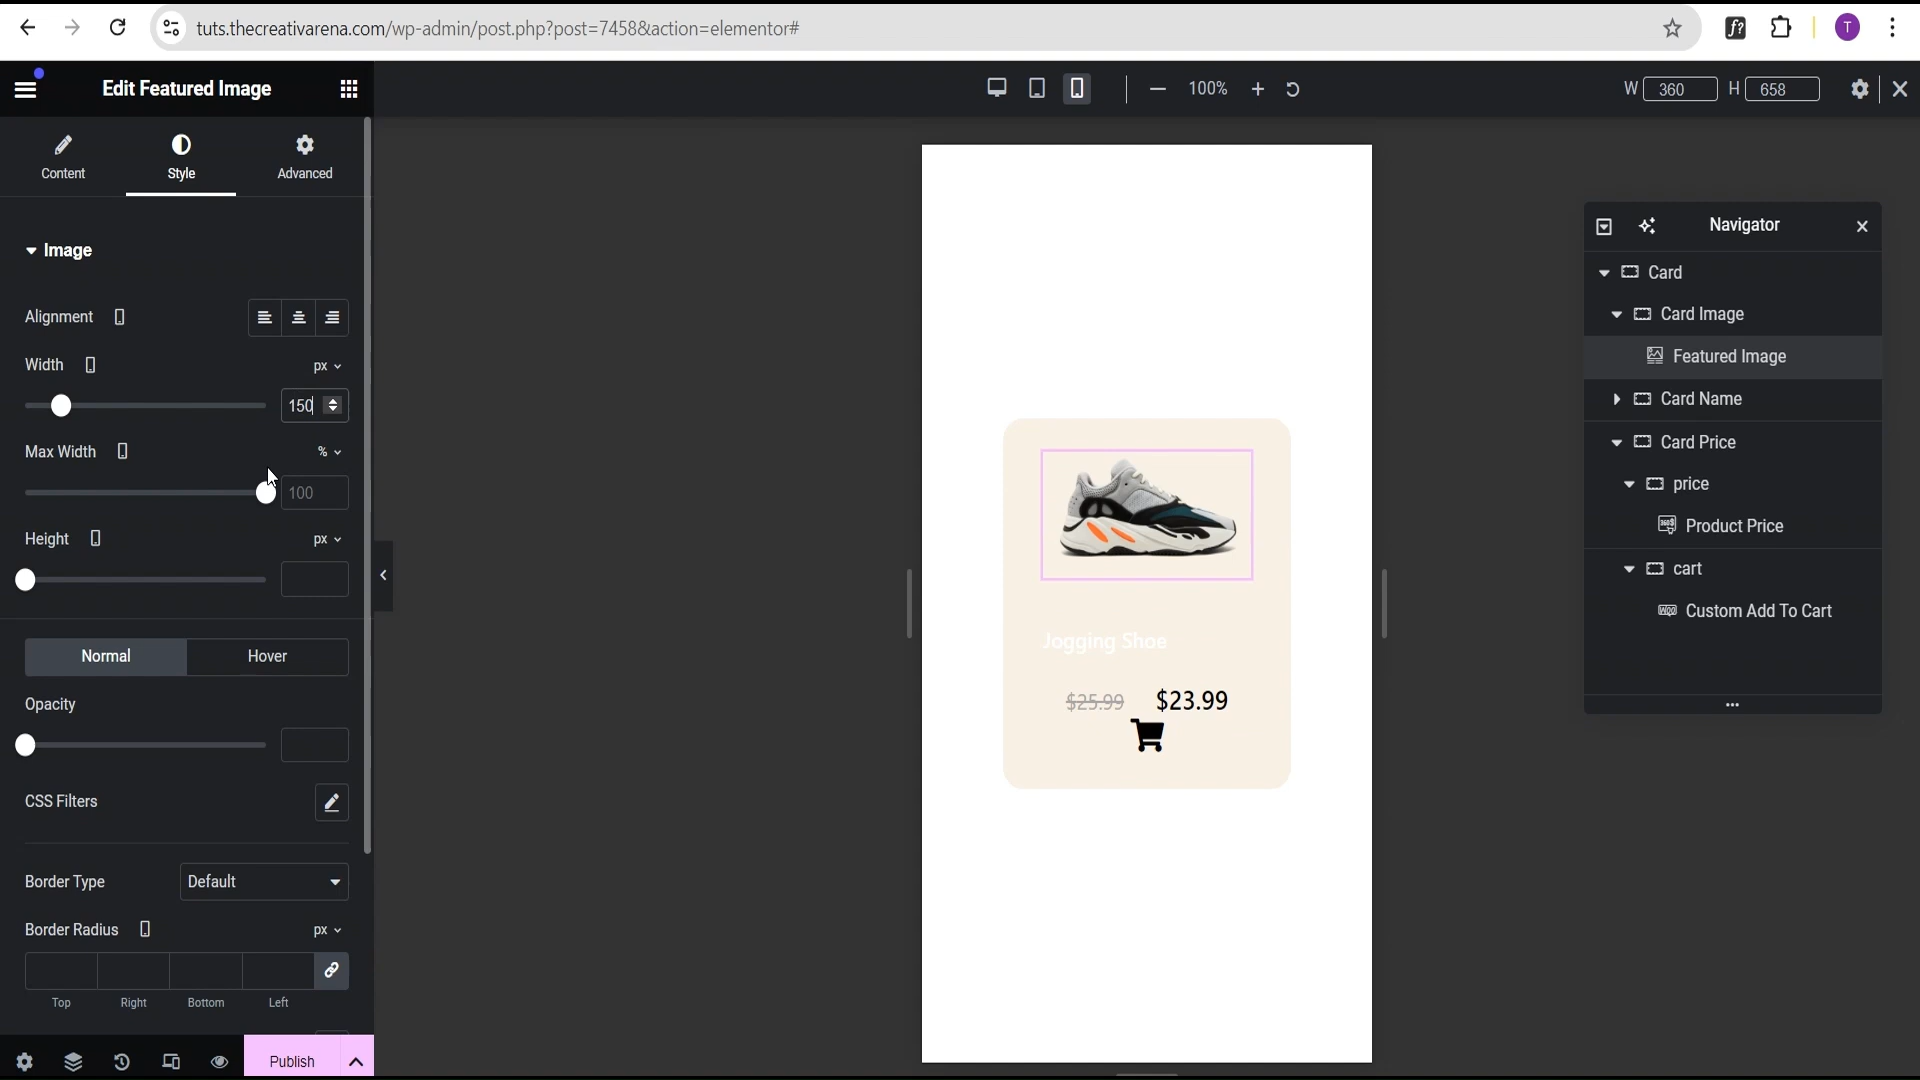 tuts.thecreativarena.com/wp-admin/post.php?post=7458&action=elementor#
f?
T
Edit Featured Image
100%
W 360 H 658
Content
Style
Advanced
Image
Alignment
Width px
150
Max Width %
100
Height px
Normal Hover
Opacity
CSS Filters
Border Type Default
Border Radius px
Top Right Bottom Left
Publish
Jogging Shoe
$25.99 $23.99
Navigator
Card
Card Image
Featured Image
Card Name
Card Price
price
Product Price
cart
Custom Add To Cart